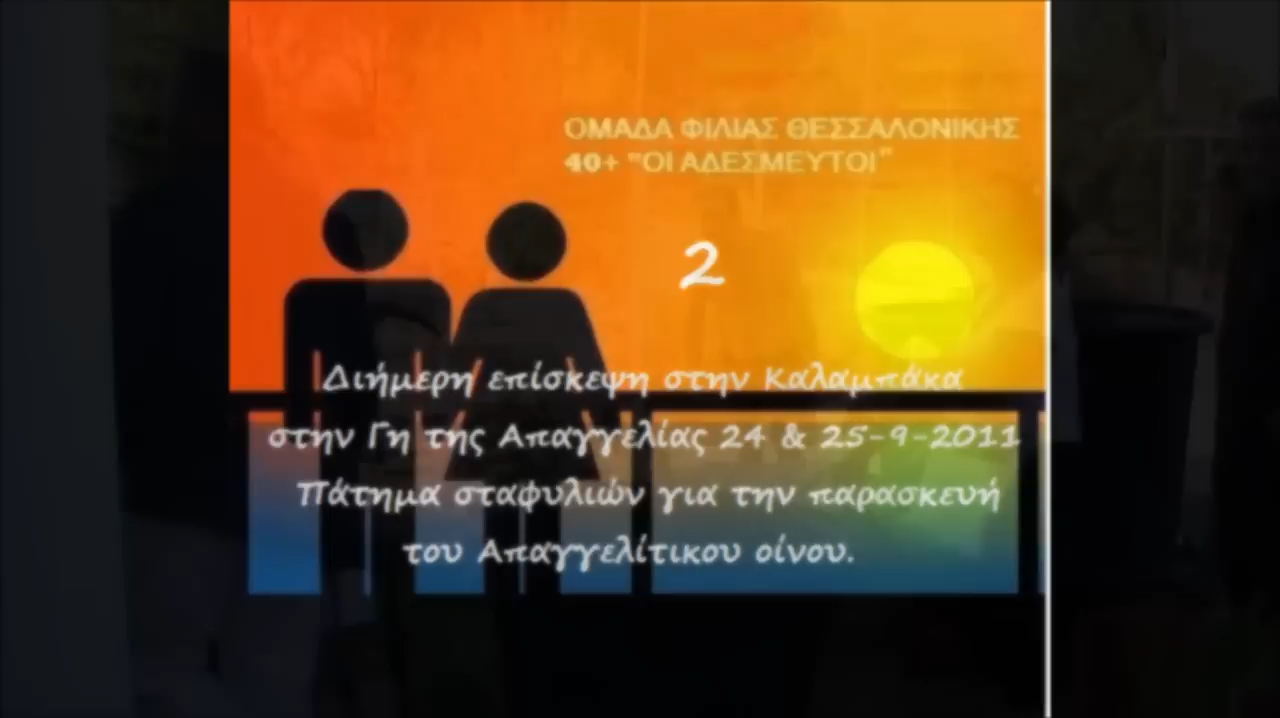 ΟΜΑΔΑ ΦΙΛΙΑΣ ΘΕΣΣΑΛΟΝΙΚΗΣ
40+ "ΟΙ ΑΔΕΣΜΕΥΤΟΙ"
2
Διήμερη επίσκεψη στην Καλαμπάκα
στην Γη της Απαγγελίας 24 & 25-9-2011
Πάτημα σταφυλιών για την παρασκευή
του Απαγγελίτικου οίνου.